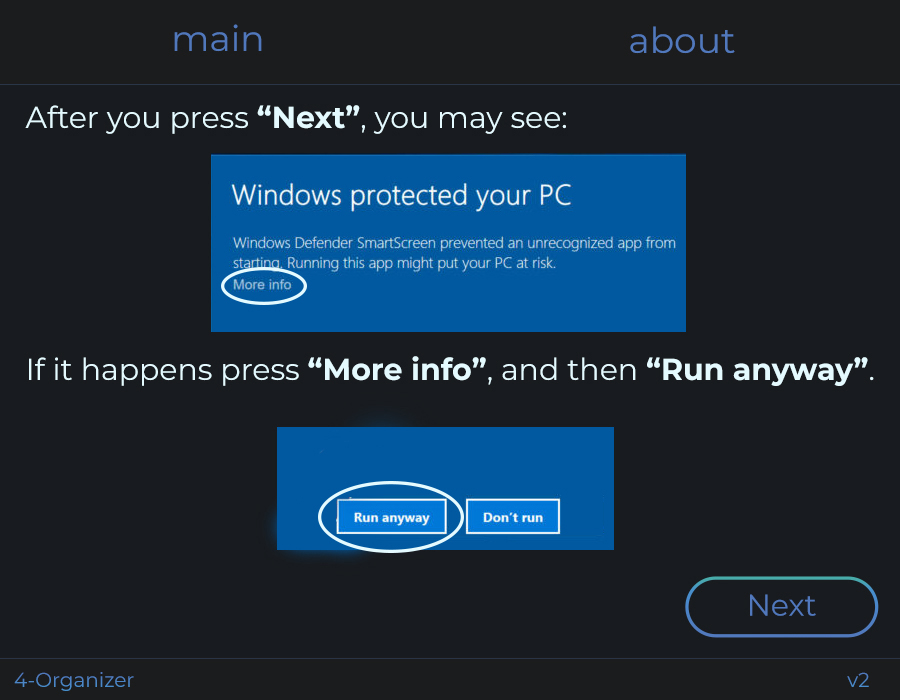 main
about
After you press “Next”, you may see:
Windows protected your PC
Windows Defender SmartScreen prevented an unrecognized app from
starting. Running this app might put your PC at risk.
More info
If it happens press “More info”, and then “Run anyway”.
Run anyway
Don’t run
Next
4-Organizer
v2